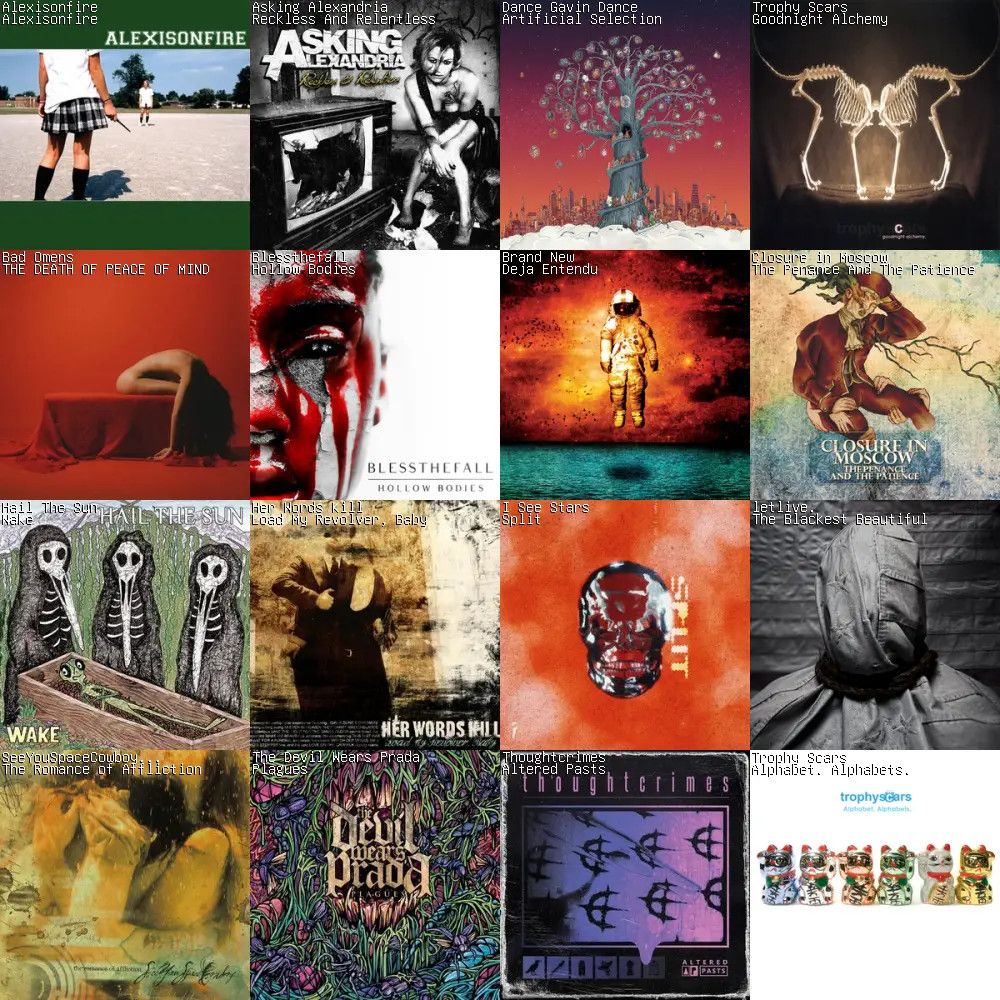 Alexisonfire
Alexisonfire
ALEXISONFIRE
Asking Alexandria
Reckless And Relentless
ASKING
ALEXANDRIA
Reckless & Relentless
Dance Gavin Dance
Artificial Selection
Trophy Scars
Goodnight Alchemy
trophy
goodnight alchemy.
Bad Omens
THE DEATH OF PEACE OF MIND
Blessthefall
Hollow Bodies
BLESSTHEFALL
HOLLOW BODIES
Brand New
Deja Entendu
Closure in Moscow
The Penance And The Patience
CLOSURE IN
MOSCOW
THE PENANCE
AND THE PATIENCE
Hail The Sun
Wake
HAIL THE SUN
WAKE
Her Words Kill
Load My Revolver, Baby
HER WORDS KILL
Load My Revolver Baby
I See Stars
Split
SPLIT
letlive.
The Blackest Beautiful
SeeYouSpaceCowboy...
The Romance of Affliction
the romance of affliction
SeeYouSpaceCowboy
The Devil Wears Prada
Plagues
The
Devil
wears
Prada
PLAGUES
Thoughtcrimes
Altered Pasts
thoughtcrimes
ALTERED
PASTS
Trophy Scars
Alphabet. Alphabets.
trophyscars
Alphabet. Alphabets.